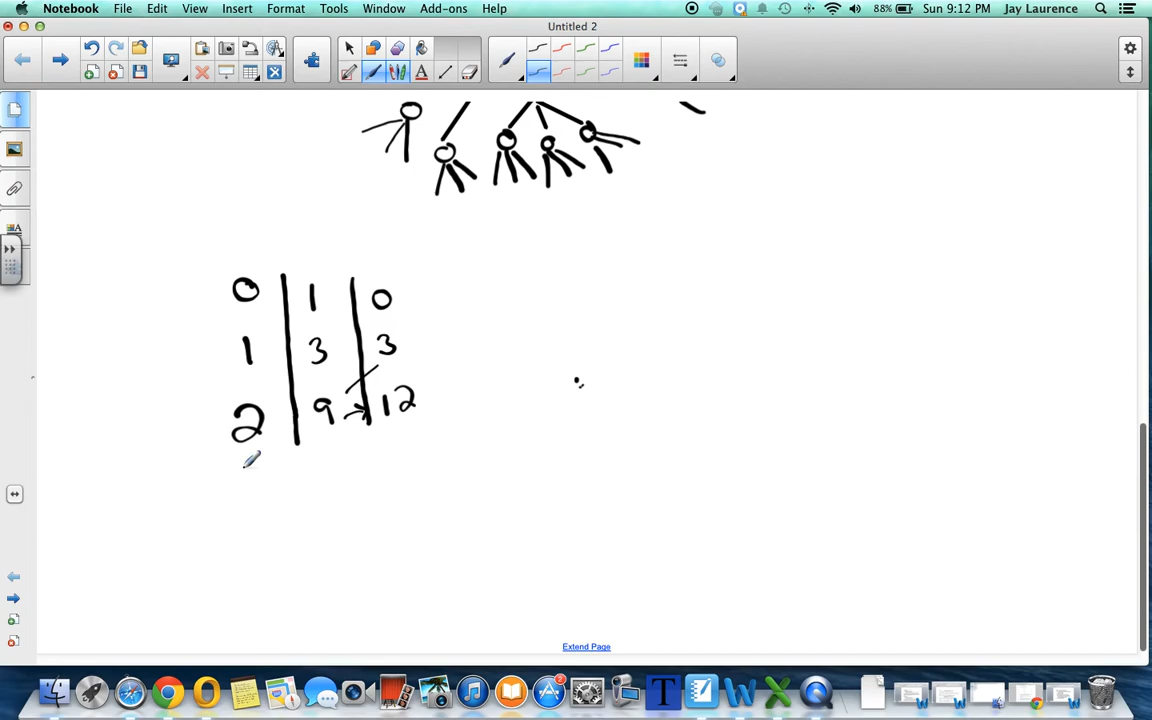 Notebook File Edit View Insert Format Tools Window Add-ons Help 88% Sun 9:12 PM Jay Laurence
Untitled 2
0 1 0
1 3 3
2 9 12
Extend Page